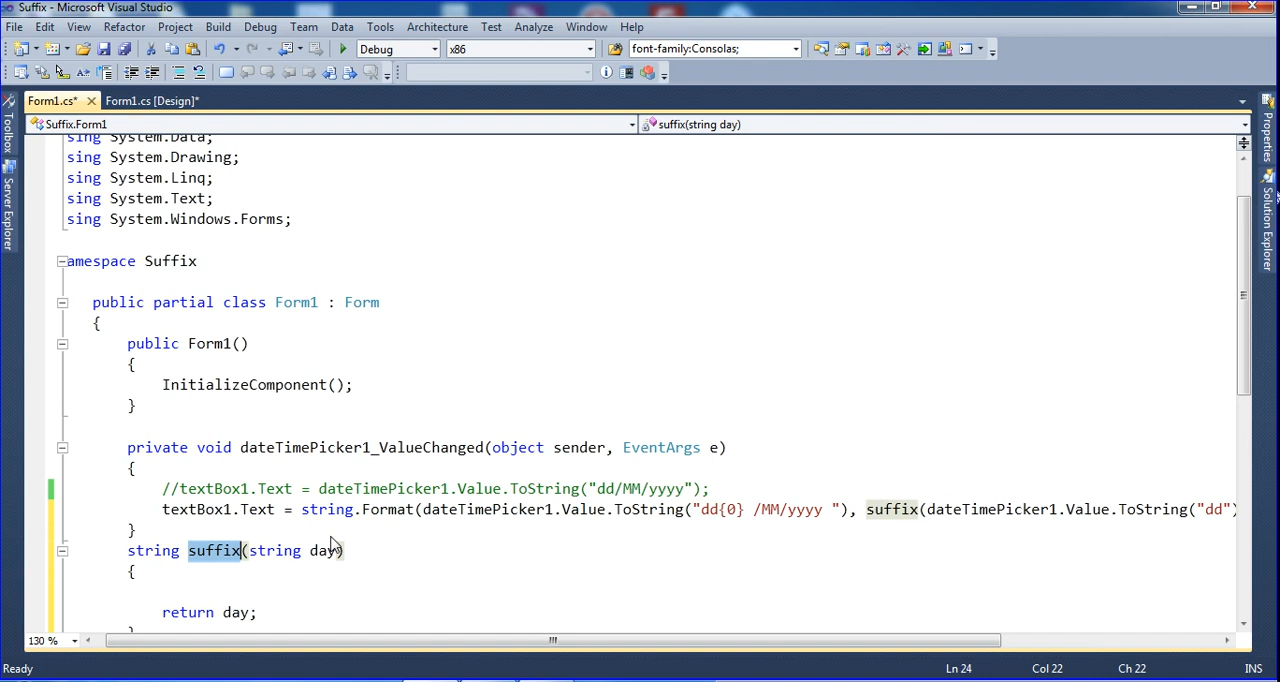 Suffix - Microsoft Visual Studio
File Edit View Refactor Project Build Debug Team Data Tools Architecture Test Analyze Window Help
Debug x86 font-family:Consolas;
Form1.cs* Form1.cs [Design]*
Suffix.Form1 suffix(string day)
Toolbox
Server Explorer
Properties
Solution Explorer
sing System.Data;
sing System.Drawing;
sing System.Linq;
sing System.Text;
sing System.Windows.Forms;
amespace Suffix
public partial class Form1 : Form
{
public Form1()
{
InitializeComponent();
}
private void dateTimePicker1_ValueChanged(object sender, EventArgs e)
{
//textBox1.Text = dateTimePicker1.Value.ToString("dd/MM/yyyy");
textBox1.Text = string.Format(dateTimePicker1.Value.ToString("dd{0} /MM/yyyy "), suffix(dateTimePicker1.Value.ToString("dd")
}
string suffix(string day)
{
return day;
}
130 %
Ready Ln 24 Col 22 Ch 22 INS